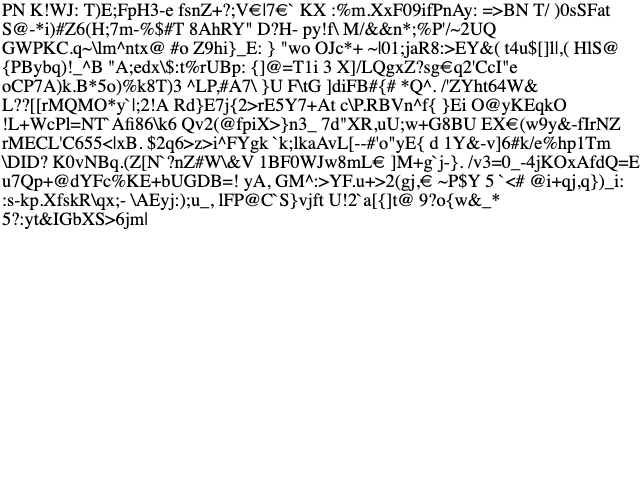 PN K!WJ: T)E;FpH3-e fsnZ+?;V€|7€` KX :%m.XxF09ifPnAy: =>BN T/ )0sSFat
S@-*i)#Z6(H;7m-%$#T 8AhRY" D?H- py!f\ M/&&n*;%P'/~2UQ
GWPKC.q~\lm^ntx@ #o Z9hi}_E: } "wo OJc*+ ~|01;jaR8:>EY&( t4u$[]l|,( H|S@
{PBybq)!_^B "A;edx\$:t%rUBp: {]@=T1i 3 X]/LQgxZ?sg€q2'CcI"e
oCP7A)k.B*5o)%k8T)3 ^LP,#A7\ }U F\tG ]diFB#{# *Q^. /'ZYht64W&
L??[[rMQMO*y`|;2!A Rd}E7j{2>rE5Y7+At c\P.RBVn^f{ }Ei O@yKEqkO
!L+WcPl=NT`Afi86\k6 Qv2(@fpiX>}n3_ 7d"XR,uU;w+G8BU EX€(w9y&-fIrNZ
rMECL'C655<|xB. $2q6>z>i^FYgk`k;lkaAvL[--#'o"yE{ d 1Y&-v]6#k/e%hp1Tm
\DID? K0vNBq.(Z[N`?nZ#W\&V 1BF0WJw8mL€ ]M+g`j-}. /v3=0_-4jKOxAfdQ=E
u7Qp+@dYFc%KE+bUGDB=! yA, GM^:>YF.u+>2(gj,€ ~P$Y 5`<# @i+qj,q})_i:
:s-kp.XfskR\qx;- \AEyj:);u_, lFP@C`S}vjft U!2`a[{]t@ 9?o{w&_*
5?:yt&IGbXS>6jm|